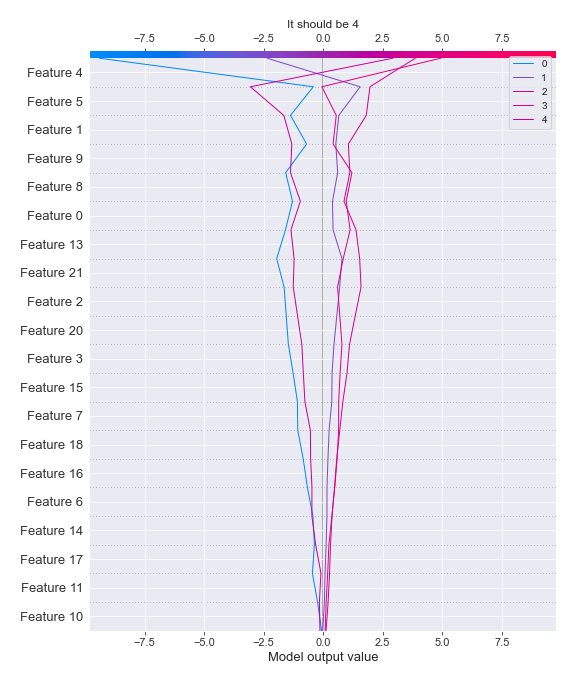 It should be 4
−7.5 −5.0 −2.5 0.0 2.5 5.0 7.5
0
1
2
3
4
Feature 4
Feature 5
Feature 1
Feature 9
Feature 8
Feature 0
Feature 13
Feature 21
Feature 2
Feature 20
Feature 3
Feature 15
Feature 7
Feature 18
Feature 16
Feature 6
Feature 14
Feature 17
Feature 11
Feature 10
−7.5 −5.0 −2.5 0.0 2.5 5.0 7.5
Model output value